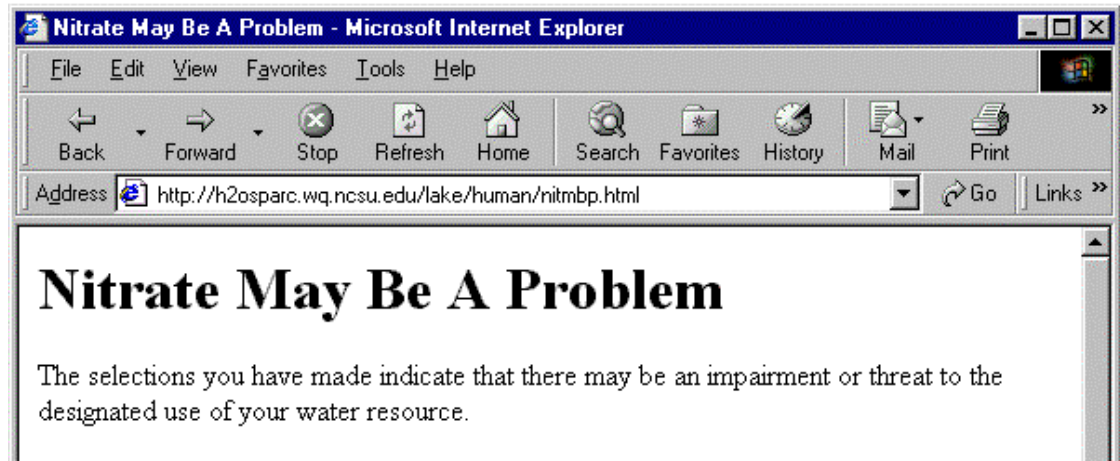 Nitrate May Be A Problem - Microsoft Internet Explorer
File Edit View Favorites Tools Help
Back Forward Stop Refresh Home Search Favorites History Mail Print »
Address http://h2osparc.wq.ncsu.edu/lake/human/nitmbp.html Go Links »
Nitrate May Be A Problem
The selections you have made indicate that there may be an impairment or threat to the
designated use of your water resource.